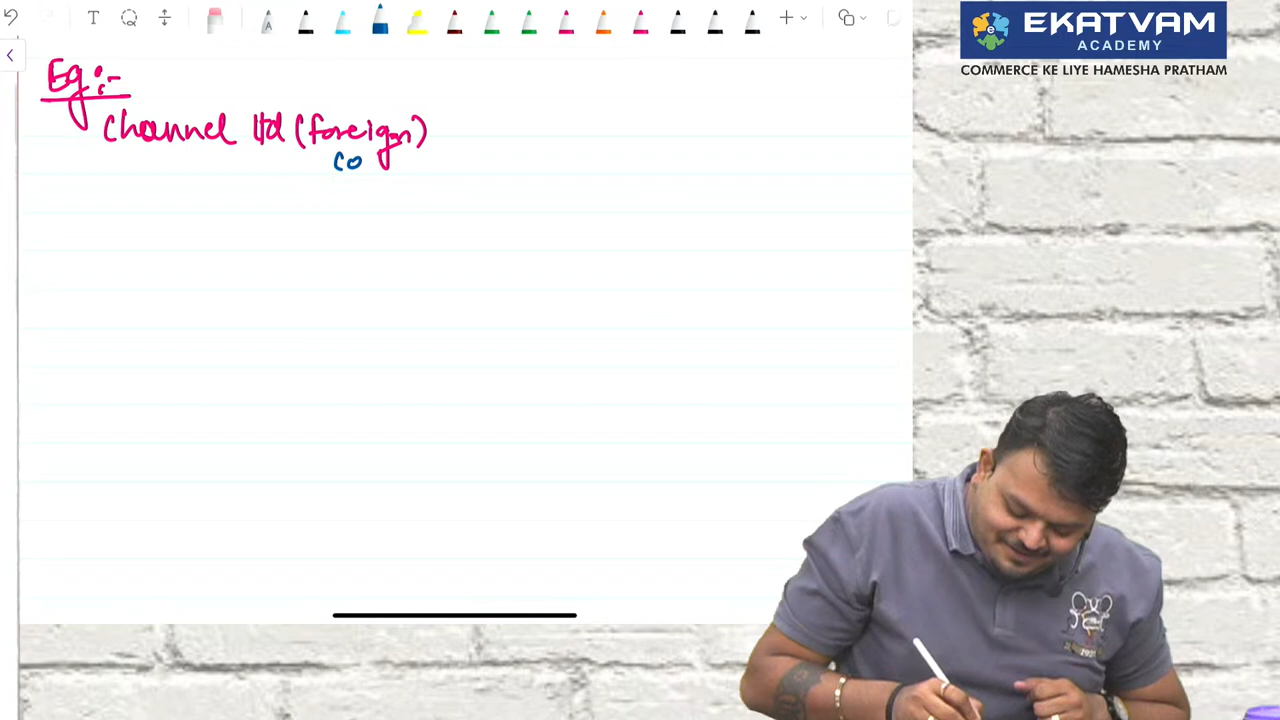 EKATVAM
ACADEMY
COMMERCE KE LIYE HAMESHA PRATHAM
Eg:-
Channel ltd (foreign)
co